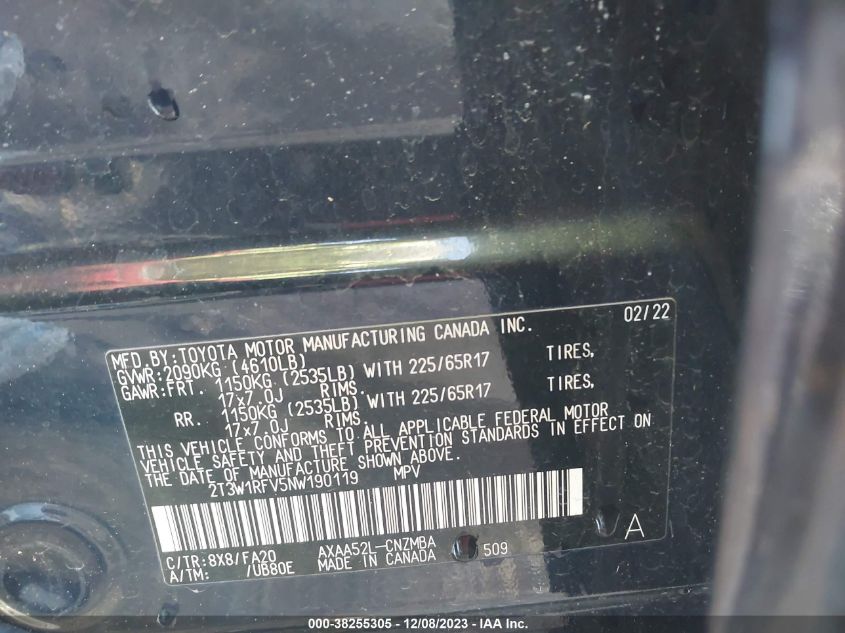 MFD.BY:TOYOTA MOTOR MANUFACTURING CANADA INC. 02/22
GVWR:2090KG (4610LB)
GAWR:FRT. 1150KG (2535LB) WITH 225/65R17 TIRES,
17x7.0J RIMS.
RR. 1150KG (2535LB) WITH 225/65R17 TIRES,
17x7.0J RIMS.
THIS VEHICLE CONFORMS TO ALL APPLICABLE FEDERAL MOTOR
VEHICLE SAFETY AND THEFT PREVENTION STANDARDS IN EFFECT ON
THE DATE OF MANUFACTURE SHOWN ABOVE.
2T3W1RFV5NW190119 MPV
A
C/TR:8X8/FA20 AXAA52L-CNZMBA
A/TM: /UB80E MADE IN CANADA 509
000-38255305 - 12/08/2023 - IAA Inc.